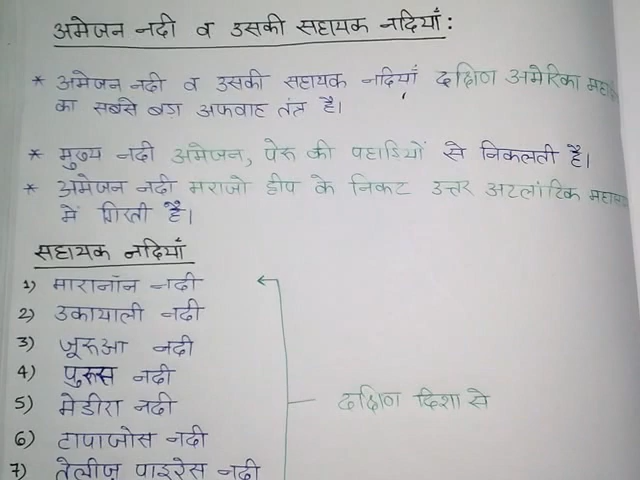 अमेजन नदी व उसकी सहायक नदियाँ:
* अमेजन नदी व उसकी सहायक नदियाँ दक्षिण अमेरिका
का सबसे बडा अफवाह तंत्र है।
* मुख्य नदी अमेजन, पेरू की पहाडियों से निकलती है।
* अमेजन नदी मराजो द्वीप के निकट उत्तर अटलांटिक
में गिरती है।
सहायक नदियाँ
1) मारानॉन नदी
2) उकायाली नदी
3) जूरूआ नदी
4) पुरूस नदी
5) मेडीरा नदी
दक्षिण दिशा से
6) टापाजोस नदी
7) तेलीज पाइरेस नदी